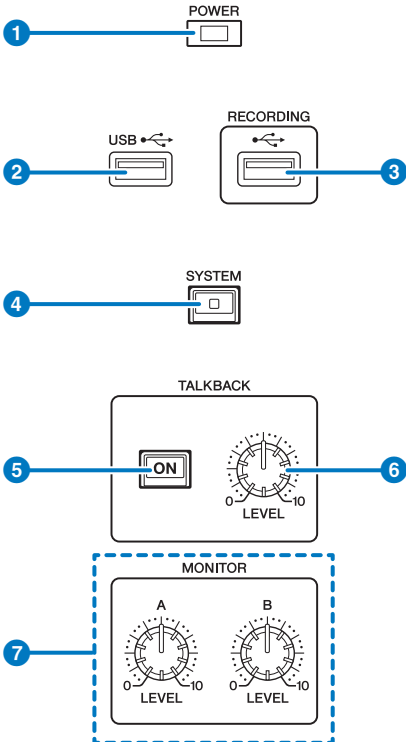 POWER
1
RECORDING
USB
2
3
SYSTEM
4
TALKBACK
5
ON
6
0 10
LEVEL
MONITOR
A B
7
0 10 0 10
LEVEL LEVEL